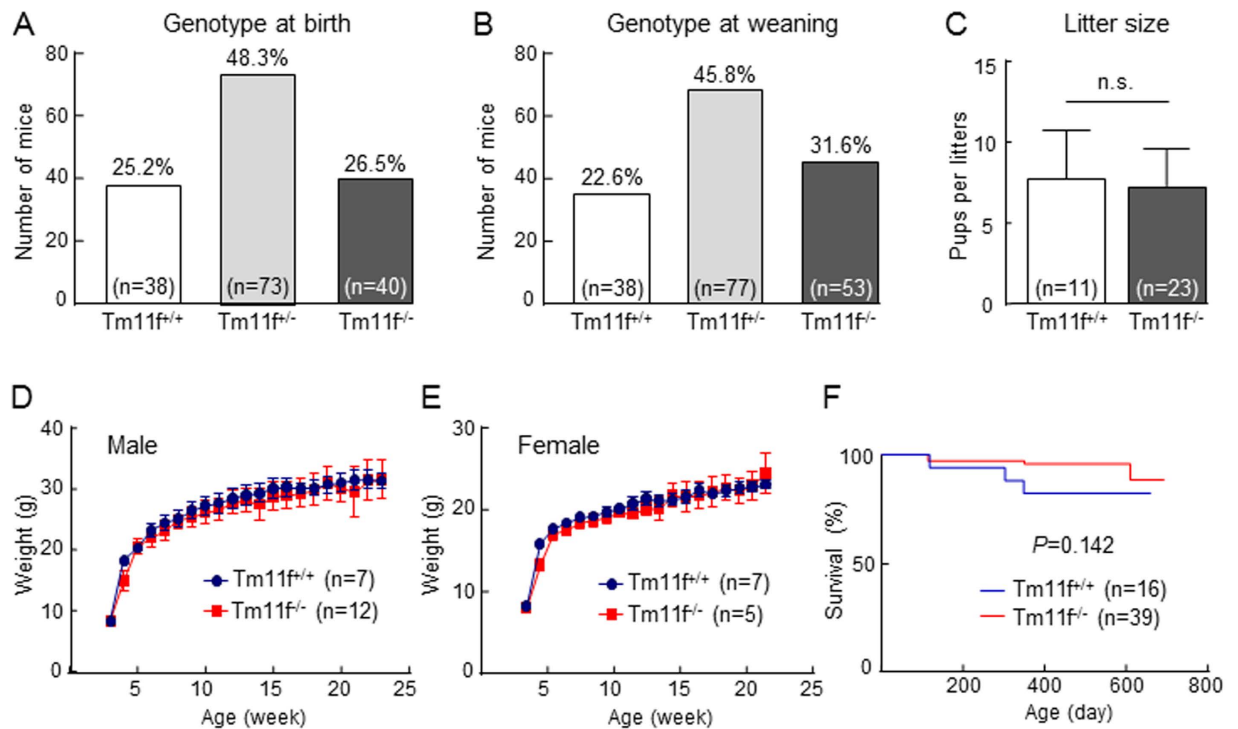 A Genotype at birth
Number of mice
80
60
40
20
0
25.2%
48.3%
26.5%
(n=38)
(n=73)
(n=40)
Tm11f+/+
Tm11f+/-
Tm11f-/-
B Genotype at weaning
Number of mice
80
60
40
20
0
22.6%
45.8%
31.6%
(n=38)
(n=77)
(n=53)
Tm11f+/+
Tm11f+/-
Tm11f-/-
C Litter size
Pups per litters
15
10
5
0
n.s.
(n=11)
(n=23)
Tm11f+/+
Tm11f-/-
D
Male
Weight (g)
40
30
20
10
0
Tm11f+/+ (n=7)
Tm11f-/- (n=12)
5 10 15 20 25
Age (week)
E
Female
Weight (g)
30
20
10
0
Tm11f+/+ (n=7)
Tm11f-/- (n=5)
5 10 15 20 25
Age (week)
F
Survival (%)
100
50
0
P=0.142
Tm11f+/+ (n=16)
Tm11f-/- (n=39)
200 400 600 800
Age (day)